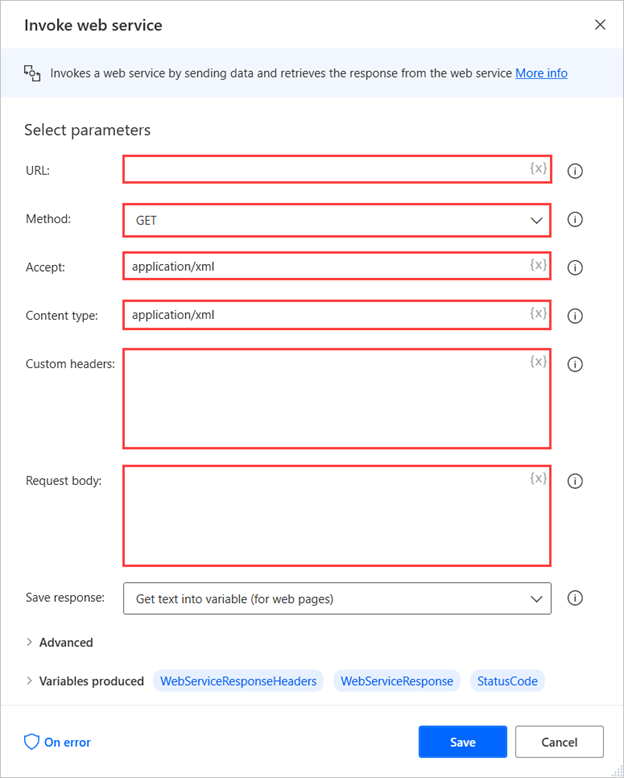 Invoke web service
Invokes a web service by sending data and retrieves the response from the web service More info
Select parameters
URL: {x}
Method: GET
Accept: application/xml {x}
Content type: application/xml {x}
Custom headers: {x}
Request body: {x}
Save response: Get text into variable (for web pages)
Advanced
Variables produced WebServiceResponseHeaders WebServiceResponse StatusCode
On error Save Cancel